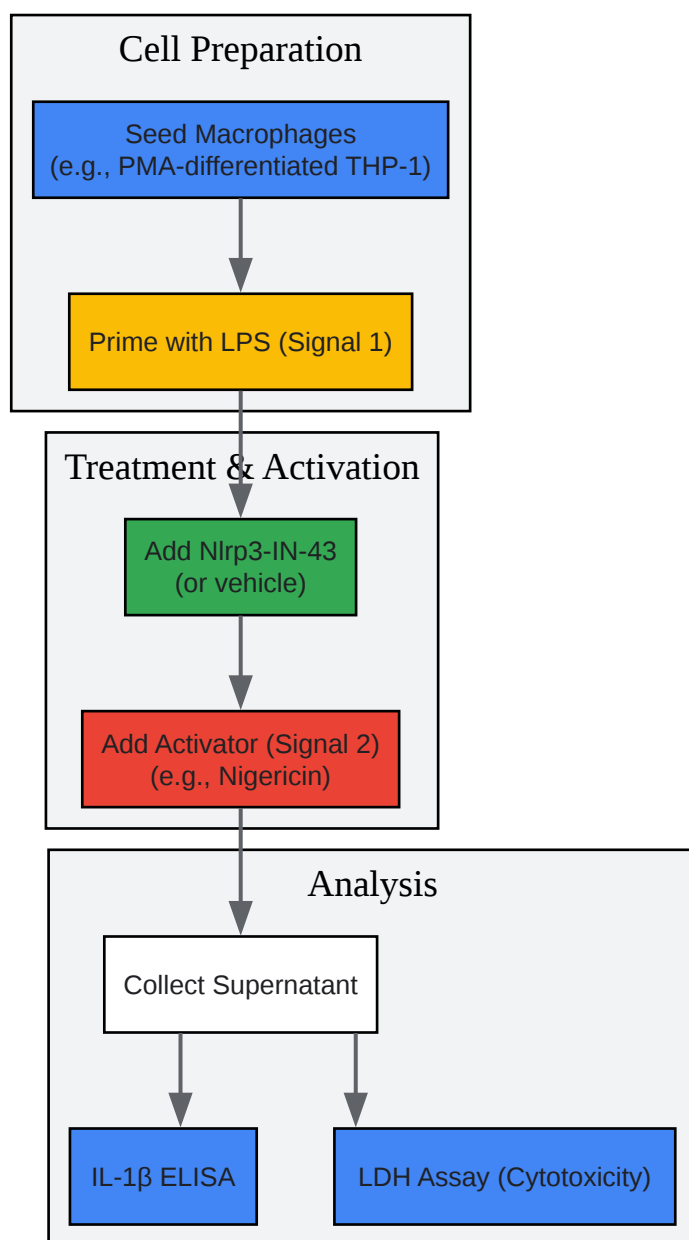 Cell Preparation
Seed Macrophages
(e.g., PMA-differentiated THP-1)
Prime with LPS (Signal 1)
Treatment & Activation
Add Nlrp3-IN-43
(or vehicle)
Add Activator (Signal 2)
(e.g., Nigericin)
Analysis
Collect Supernatant
IL-1β ELISA
LDH Assay (Cytotoxicity)